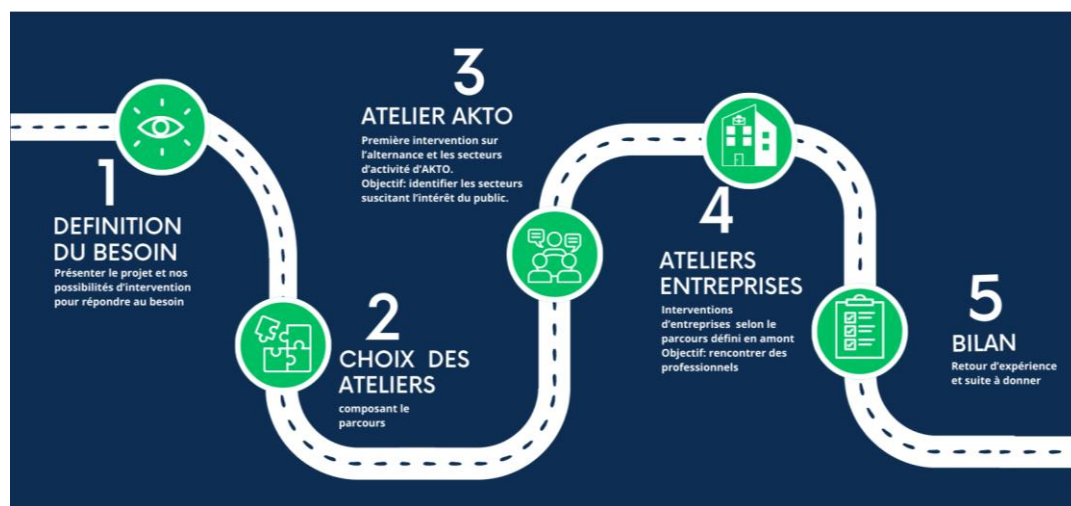 1
DEFINITION
DU BESOIN
Présenter le projet et nos
possibilités d'intervention
pour répondre au besoin
2
CHOIX DES
ATELIERS
composant le
parcours
3
ATELIER AKTO
Première intervention sur
l'alternance et les secteurs
d'activité d'AKTO.
Objectif: identifier les secteurs
suscitant l'intérêt du public.
4
ATELIERS
ENTREPRISES
Interventions
d'entreprises selon le
parcours défini en amont
Objectif: rencontrer des
professionnels
5
BILAN
Retour d'expérience
et suite à donner